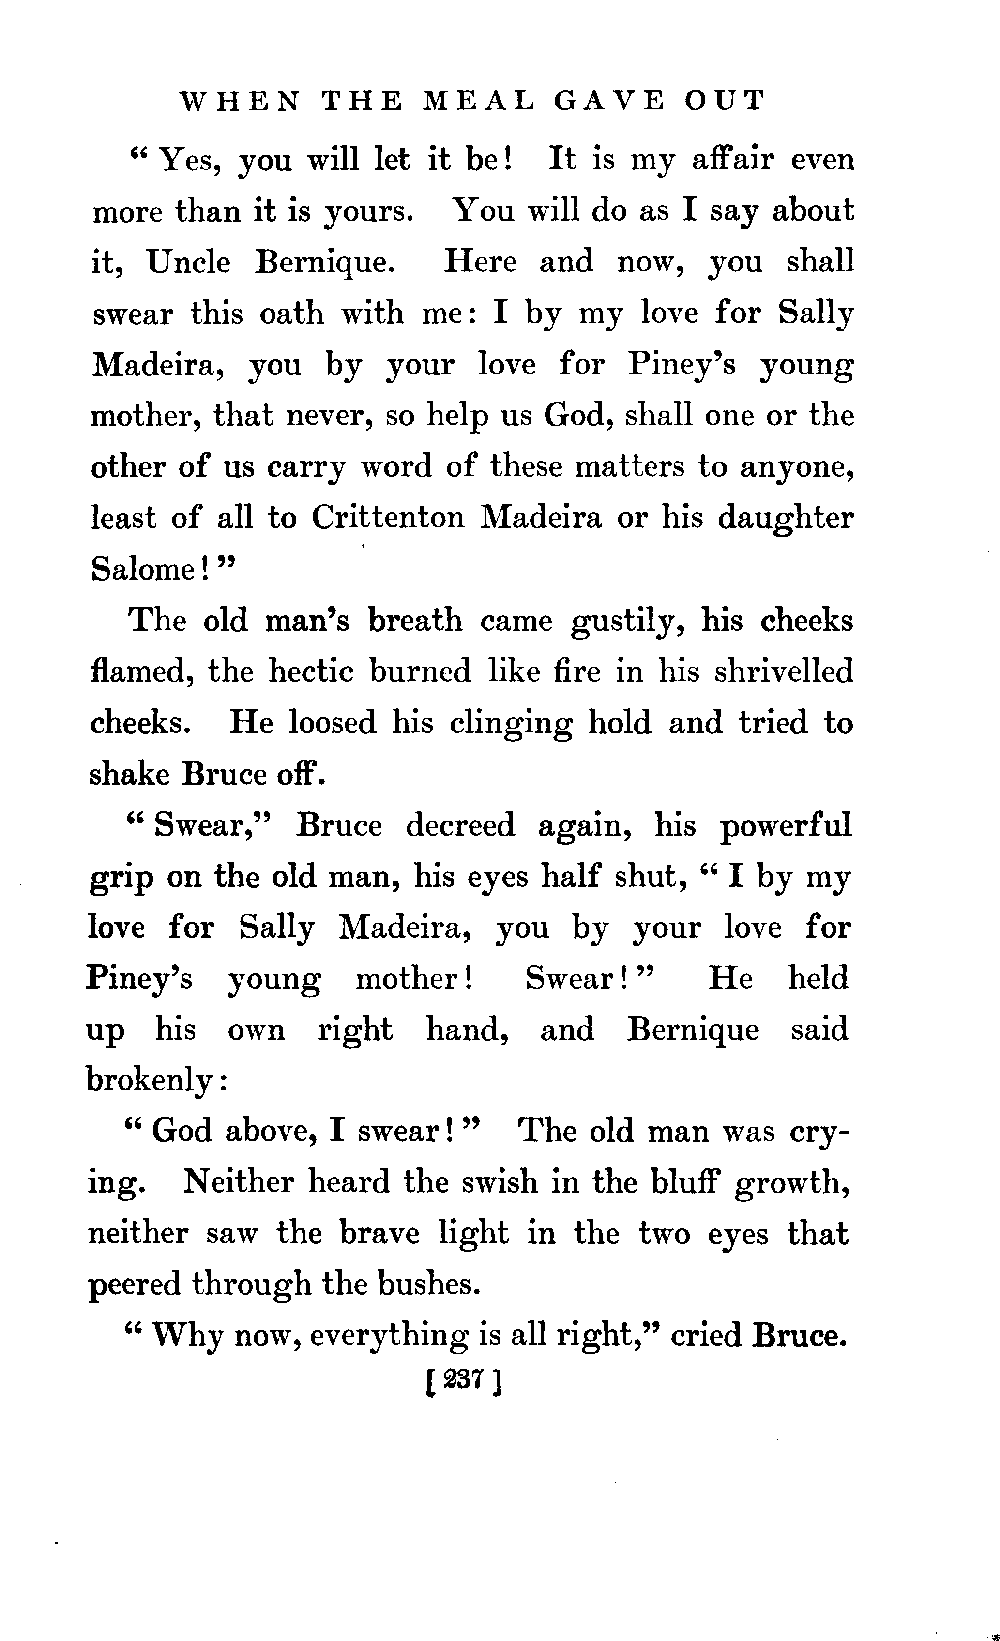 WHEN THE MEAL GAVE OUT
“ Yes, you will let it be! It is my affair even
more than it is yours. You will do as I say about
it, Uncle Bernique. Here and now, you shall
swear this oath with me: I by my love for Sally
Madeira, you by your love for Piney’s young
mother, that never, so help us God, shall one or the
other of us carry word of these matters to anyone,
least of all to Crittenton Madeira or his daughter
Salome! ”
The old man’s breath came gustily, his cheeks
flamed, the hectic burned like fire in his shrivelled
cheeks. He loosed his clinging hold and tried to
shake Bruce off.
“ Swear,” Bruce decreed again, his powerful
grip on the old man, his eyes half shut, “ I by my
love for Sally Madeira, you by your love for
Piney’s young mother! Swear! ” He held
up his own right hand, and Bernique said
brokenly:
“ God above, I swear! ” The old man was cry-
ing. Neither heard the swish in the bluff growth,
neither saw the brave light in the two eyes that
peered through the bushes.
“ Why now, everything is all right,” cried Bruce.
[ 237 ]